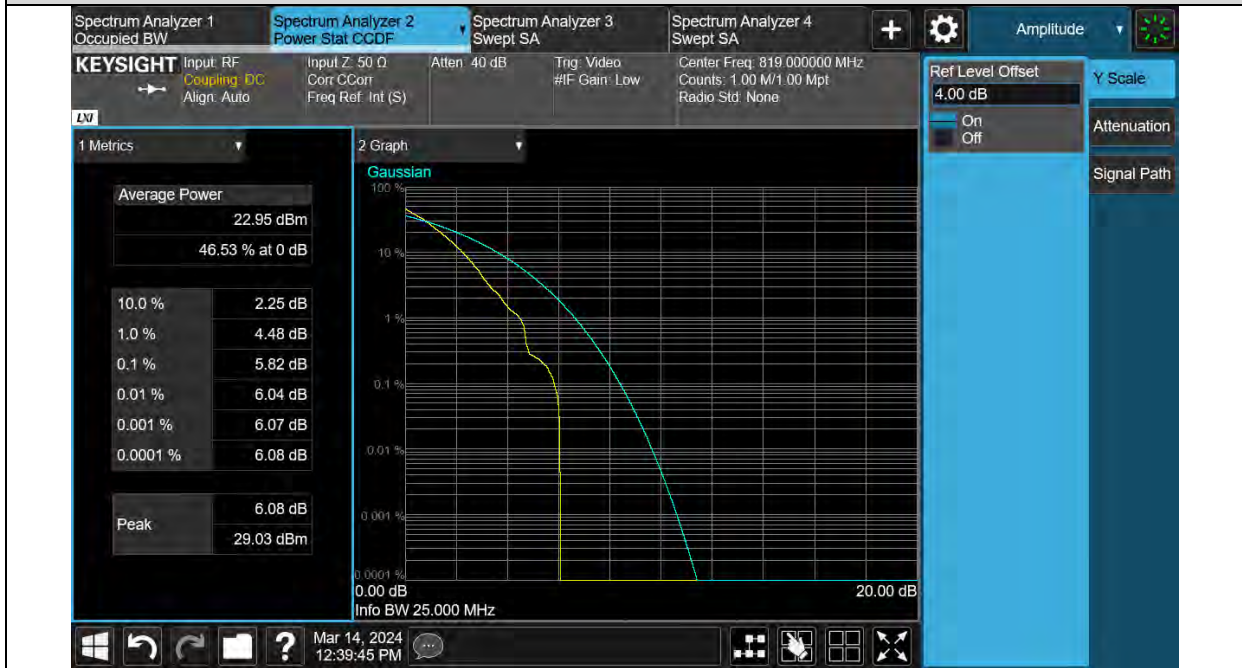 Spectrum Analyzer 1
Occupied BW
Spectrum Analyzer 2
Power Stat CCDF
Spectrum Analyzer 3
Swept SA
Spectrum Analyzer 4
Swept SA
+
Amplitude
KEYSIGHT
LXI
Input: RF
Coupling: DC
Align: Auto
Input Z: 50 Ω
Corr CCorr
Freq Ref: Int (S)
Atten: 40 dB
Trig: Video
#IF Gain: Low
Center Freq: 819.000000 MHz
Counts: 1.00 M/1.00 Mpt
Radio Std: None
Ref Level Offset
4.00 dB
On
Off
Y Scale
Attenuation
Signal Path
1 Metrics
Average Power
22.95 dBm
46.53 % at 0 dB
10.0 % 2.25 dB
1.0 % 4.48 dB
0.1 % 5.82 dB
0.01 % 6.04 dB
0.001 % 6.07 dB
0.0001 % 6.08 dB
Peak
6.08 dB
29.03 dBm
2 Graph
Gaussian
100 %
10 %
1 %
0.1 %
0.01 %
0.001 %
0.0001 %
0.00 dB 20.00 dB
Info BW 25.000 MHz
?
Mar 14, 2024
12:39:45 PM